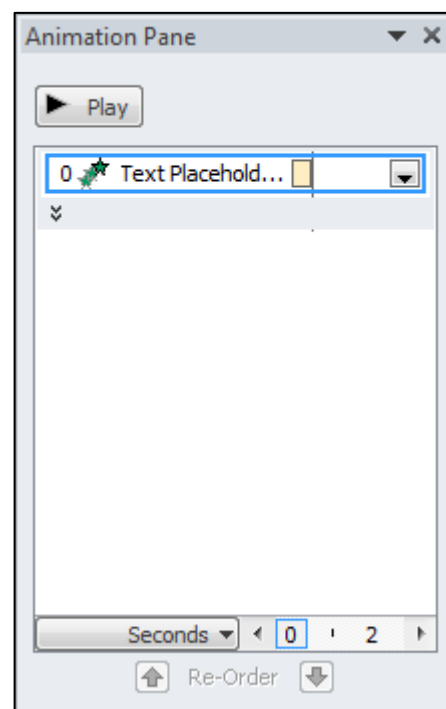 Animation Pane
Play
0 Text Placehold...
Seconds 0 2
Re-Order